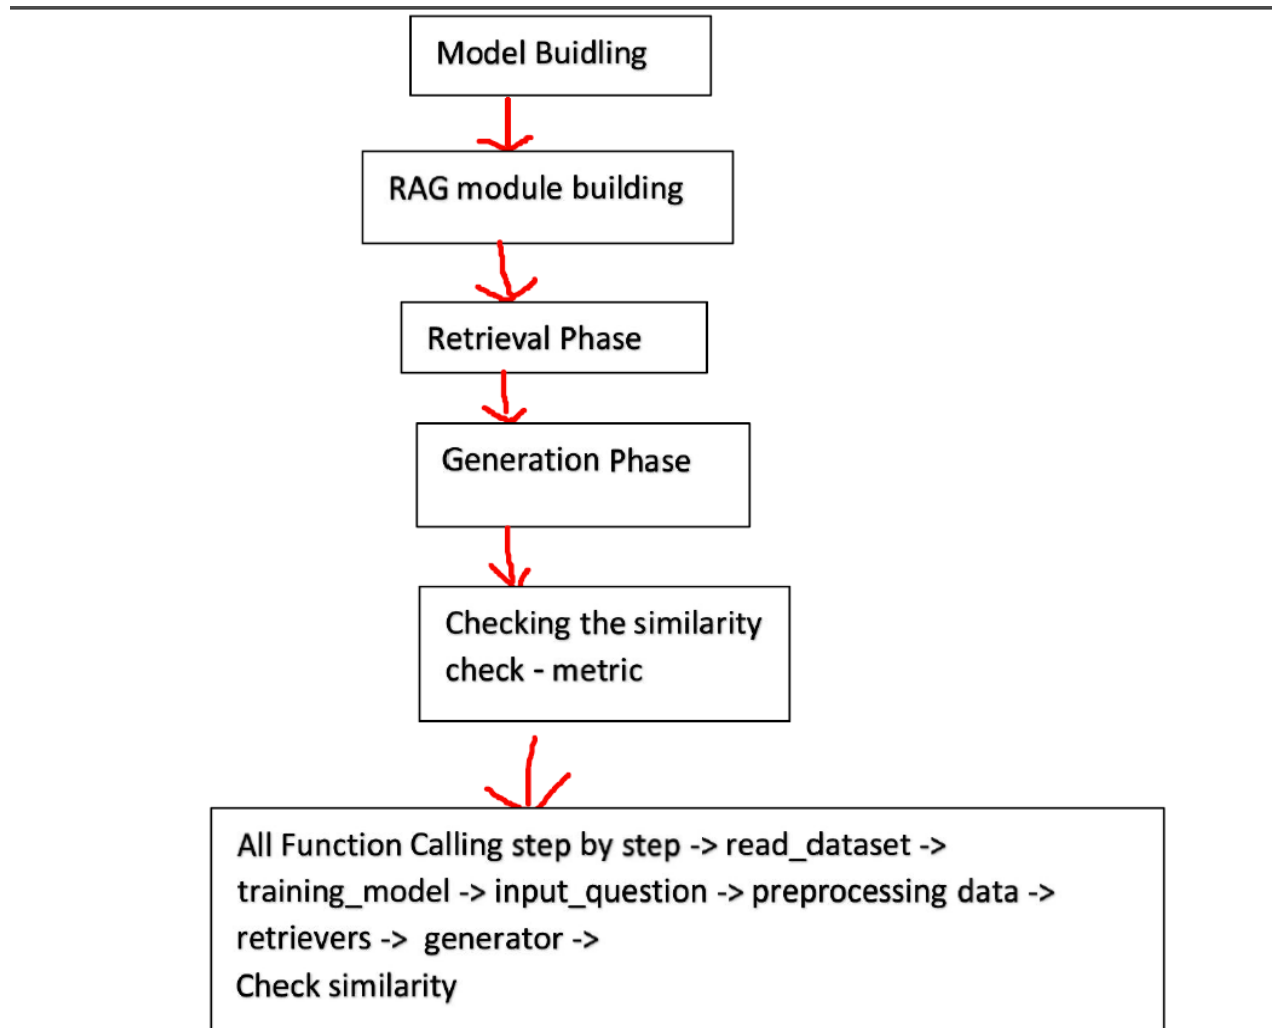 Model Buidling
RAG module building
Retrieval Phase
Generation Phase
Checking the similarity
check - metric
All Function Calling step by step -> read_dataset ->
training_model -> input_question -> preprocessing data ->
retrievers -> generator ->
Check similarity